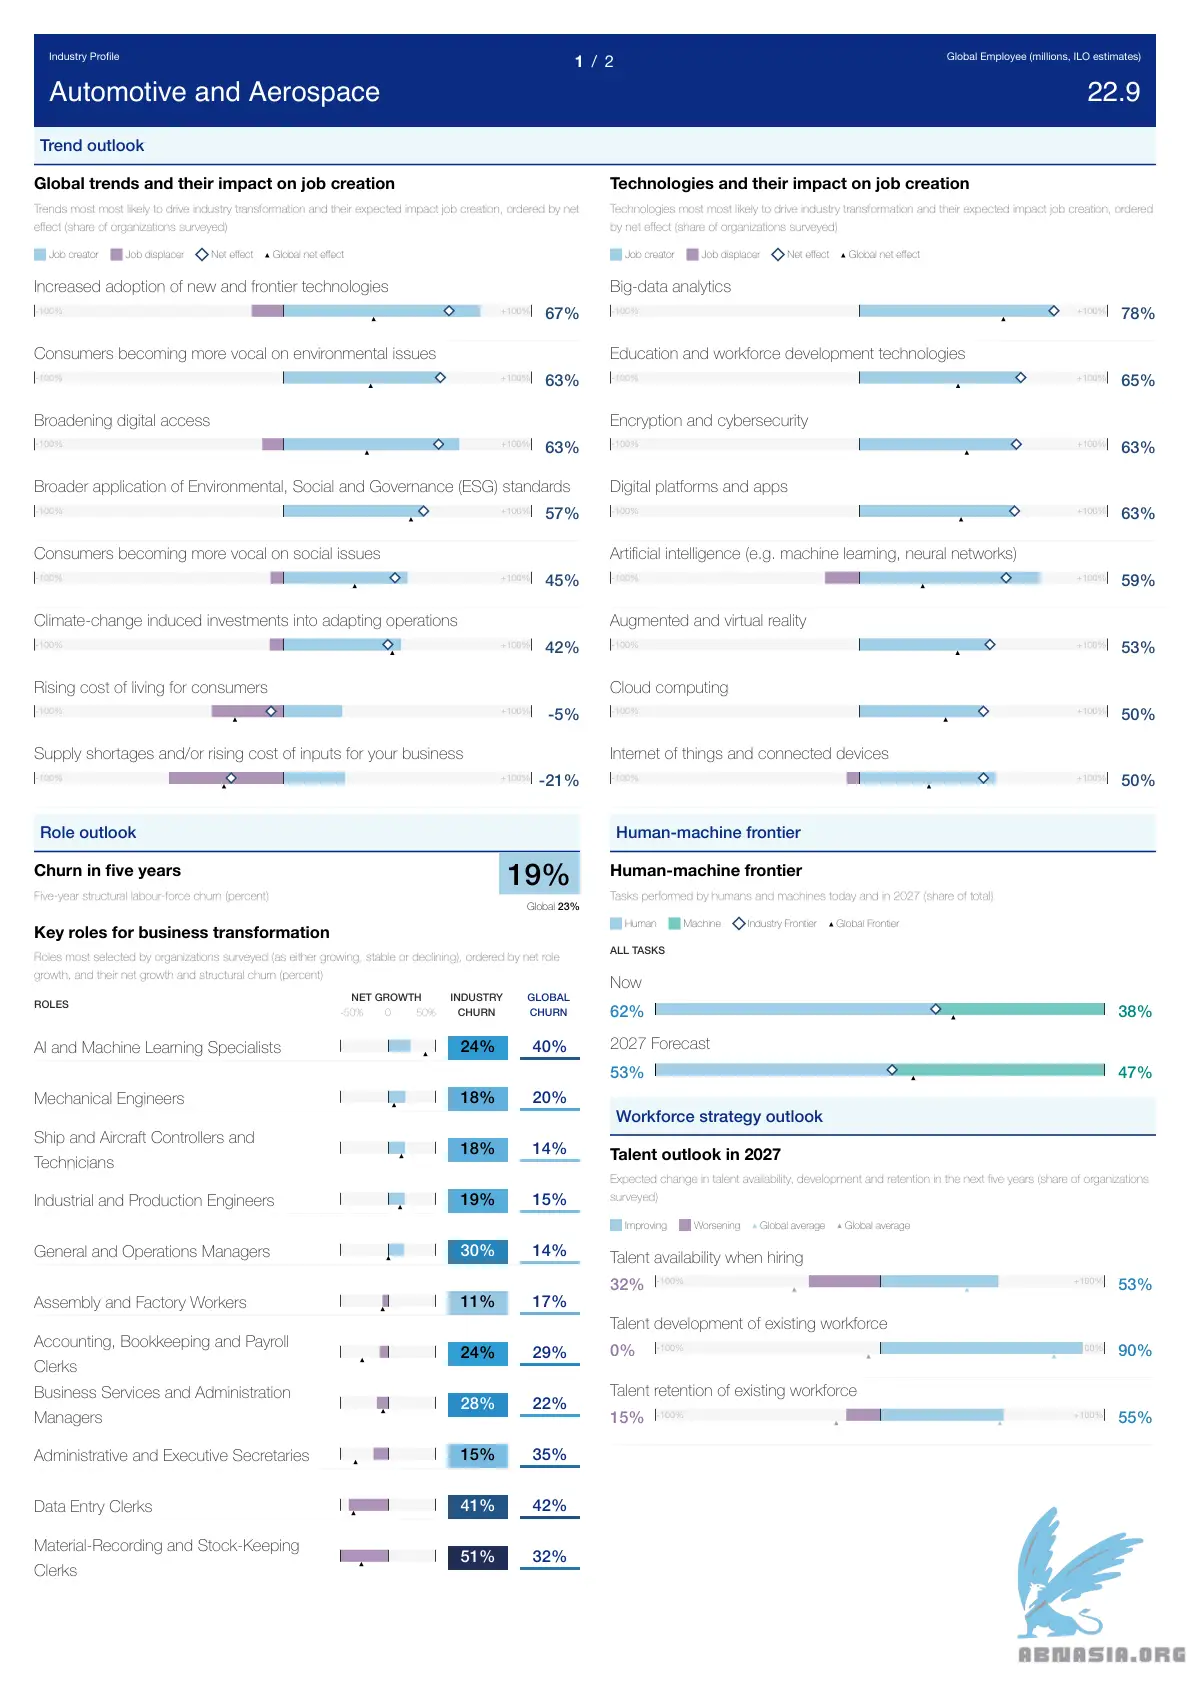 Industry Profile
1 / 2
Global Employee (millions, ILO estimates)
Automotive and Aerospace
22.9
Trend outlook
Global trends and their impact on job creation
Trends most most likely to drive industry transformation and their expected impact job creation, ordered by net
effect (share of organizations surveyed)
Job creator Job displacer Net effect Global net effect
Increased adoption of new and frontier technologies
-100% +100% 67%
Consumers becoming more vocal on environmental issues
-100% +100% 63%
Broadening digital access
-100% +100% 63%
Broader application of Environmental, Social and Governance (ESG) standards
-100% +100% 57%
Consumers becoming more vocal on social issues
-100% +100% 45%
Climate-change induced investments into adapting operations
-100% +100% 42%
Rising cost of living for consumers
-100% +100% -5%
Supply shortages and/or rising cost of inputs for your business
-100% +100% -21%
Technologies and their impact on job creation
Technologies most most likely to drive industry transformation and their expected impact job creation, ordered
by net effect (share of organizations surveyed)
Job creator Job displacer Net effect Global net effect
Big-data analytics
-100% +100% 78%
Education and workforce development technologies
-100% +100% 65%
Encryption and cybersecurity
-100% +100% 63%
Digital platforms and apps
-100% +100% 63%
Artificial intelligence (e.g. machine learning, neural networks)
-100% +100% 59%
Augmented and virtual reality
-100% +100% 53%
Cloud computing
-100% +100% 50%
Internet of things and connected devices
-100% +100% 50%
Role outlook
Churn in five years
19%
Five-year structural labour-force churn (percent)
Global 23%
Key roles for business transformation
Roles most selected by organizations surveyed (as either growing, stable or declining), ordered by net role
growth, and their net growth and structural churn (percent)
ROLES NET GROWTH INDUSTRY CHURN GLOBAL CHURN
-50% 0 50%
AI and Machine Learning Specialists 24% 40%
Mechanical Engineers 18% 20%
Ship and Aircraft Controllers and
Technicians 18% 14%
Industrial and Production Engineers 19% 15%
General and Operations Managers 30% 14%
Assembly and Factory Workers 11% 17%
Accounting, Bookkeeping and Payroll
Clerks 24% 29%
Business Services and Administration
Managers 28% 22%
Administrative and Executive Secretaries 15% 35%
Data Entry Clerks 41% 42%
Material-Recording and Stock-Keeping
Clerks 51% 32%
Human-machine frontier
Human-machine frontier
Tasks performed by humans and machines today and in 2027 (share of total)
Human Machine Industry Frontier Global Frontier
ALL TASKS
Now
62% 38%
2027 Forecast
53% 47%
Workforce strategy outlook
Talent outlook in 2027
Expected change in talent availability, development and retention in the next five years (share of organizations
surveyed)
Improving Worsening Global average Global average
Talent availability when hiring
32% -100% +100% 53%
Talent development of existing workforce
0% -100% 00% 90%
Talent retention of existing workforce
15% -100% +100% 55%
ABNASIA.ORG